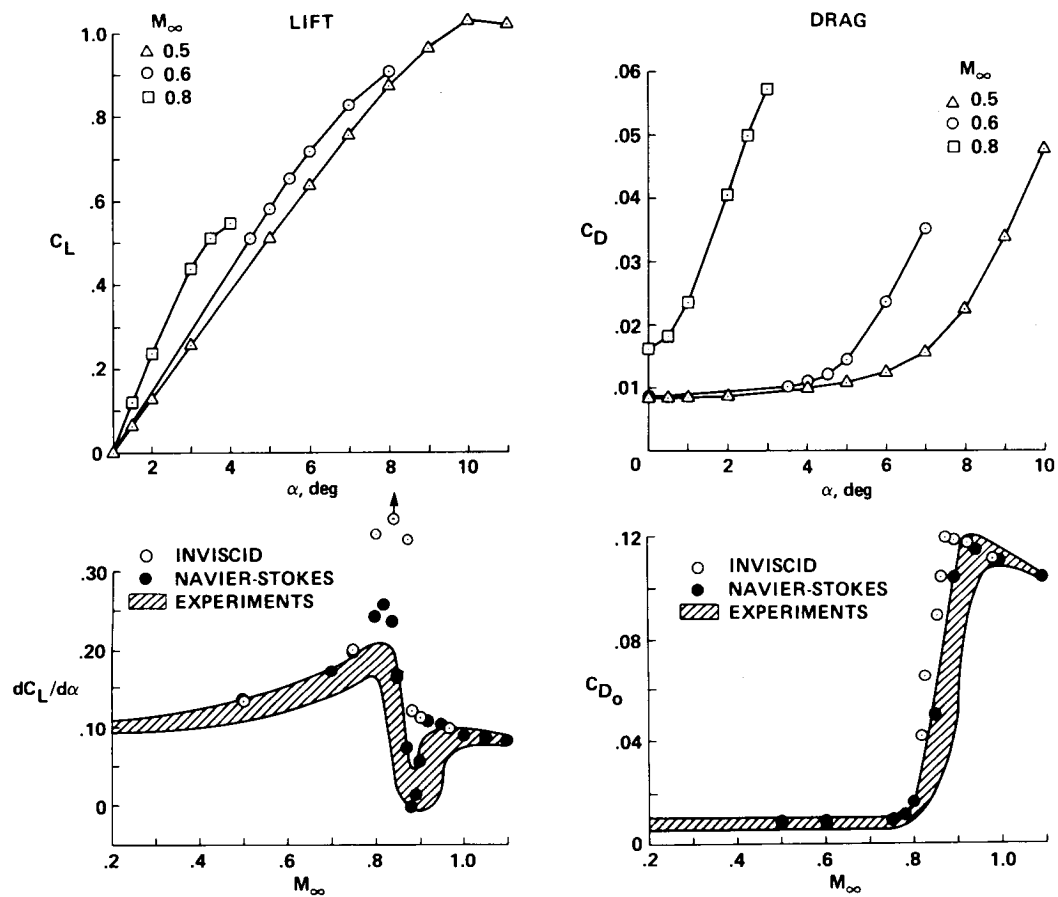 LIFT
M∞
0.5
0.6
0.8
1.0
.8
.6
.4
.2
0
CL
2 4 6 8 10
α, deg
DRAG
M∞
0.5
0.6
0.8
.06
.05
.04
.03
.02
.01
CD
0 2 4 6 8 10
α, deg
INVISCID
NAVIER-STOKES
EXPERIMENTS
.30
.20
.10
0
dCL/dα
.2 .4 .6 .8 1.0
M∞
INVISCID
NAVIER-STOKES
EXPERIMENTS
.12
.08
.04
0
CDo
.2 .4 .6 .8 1.0
M∞